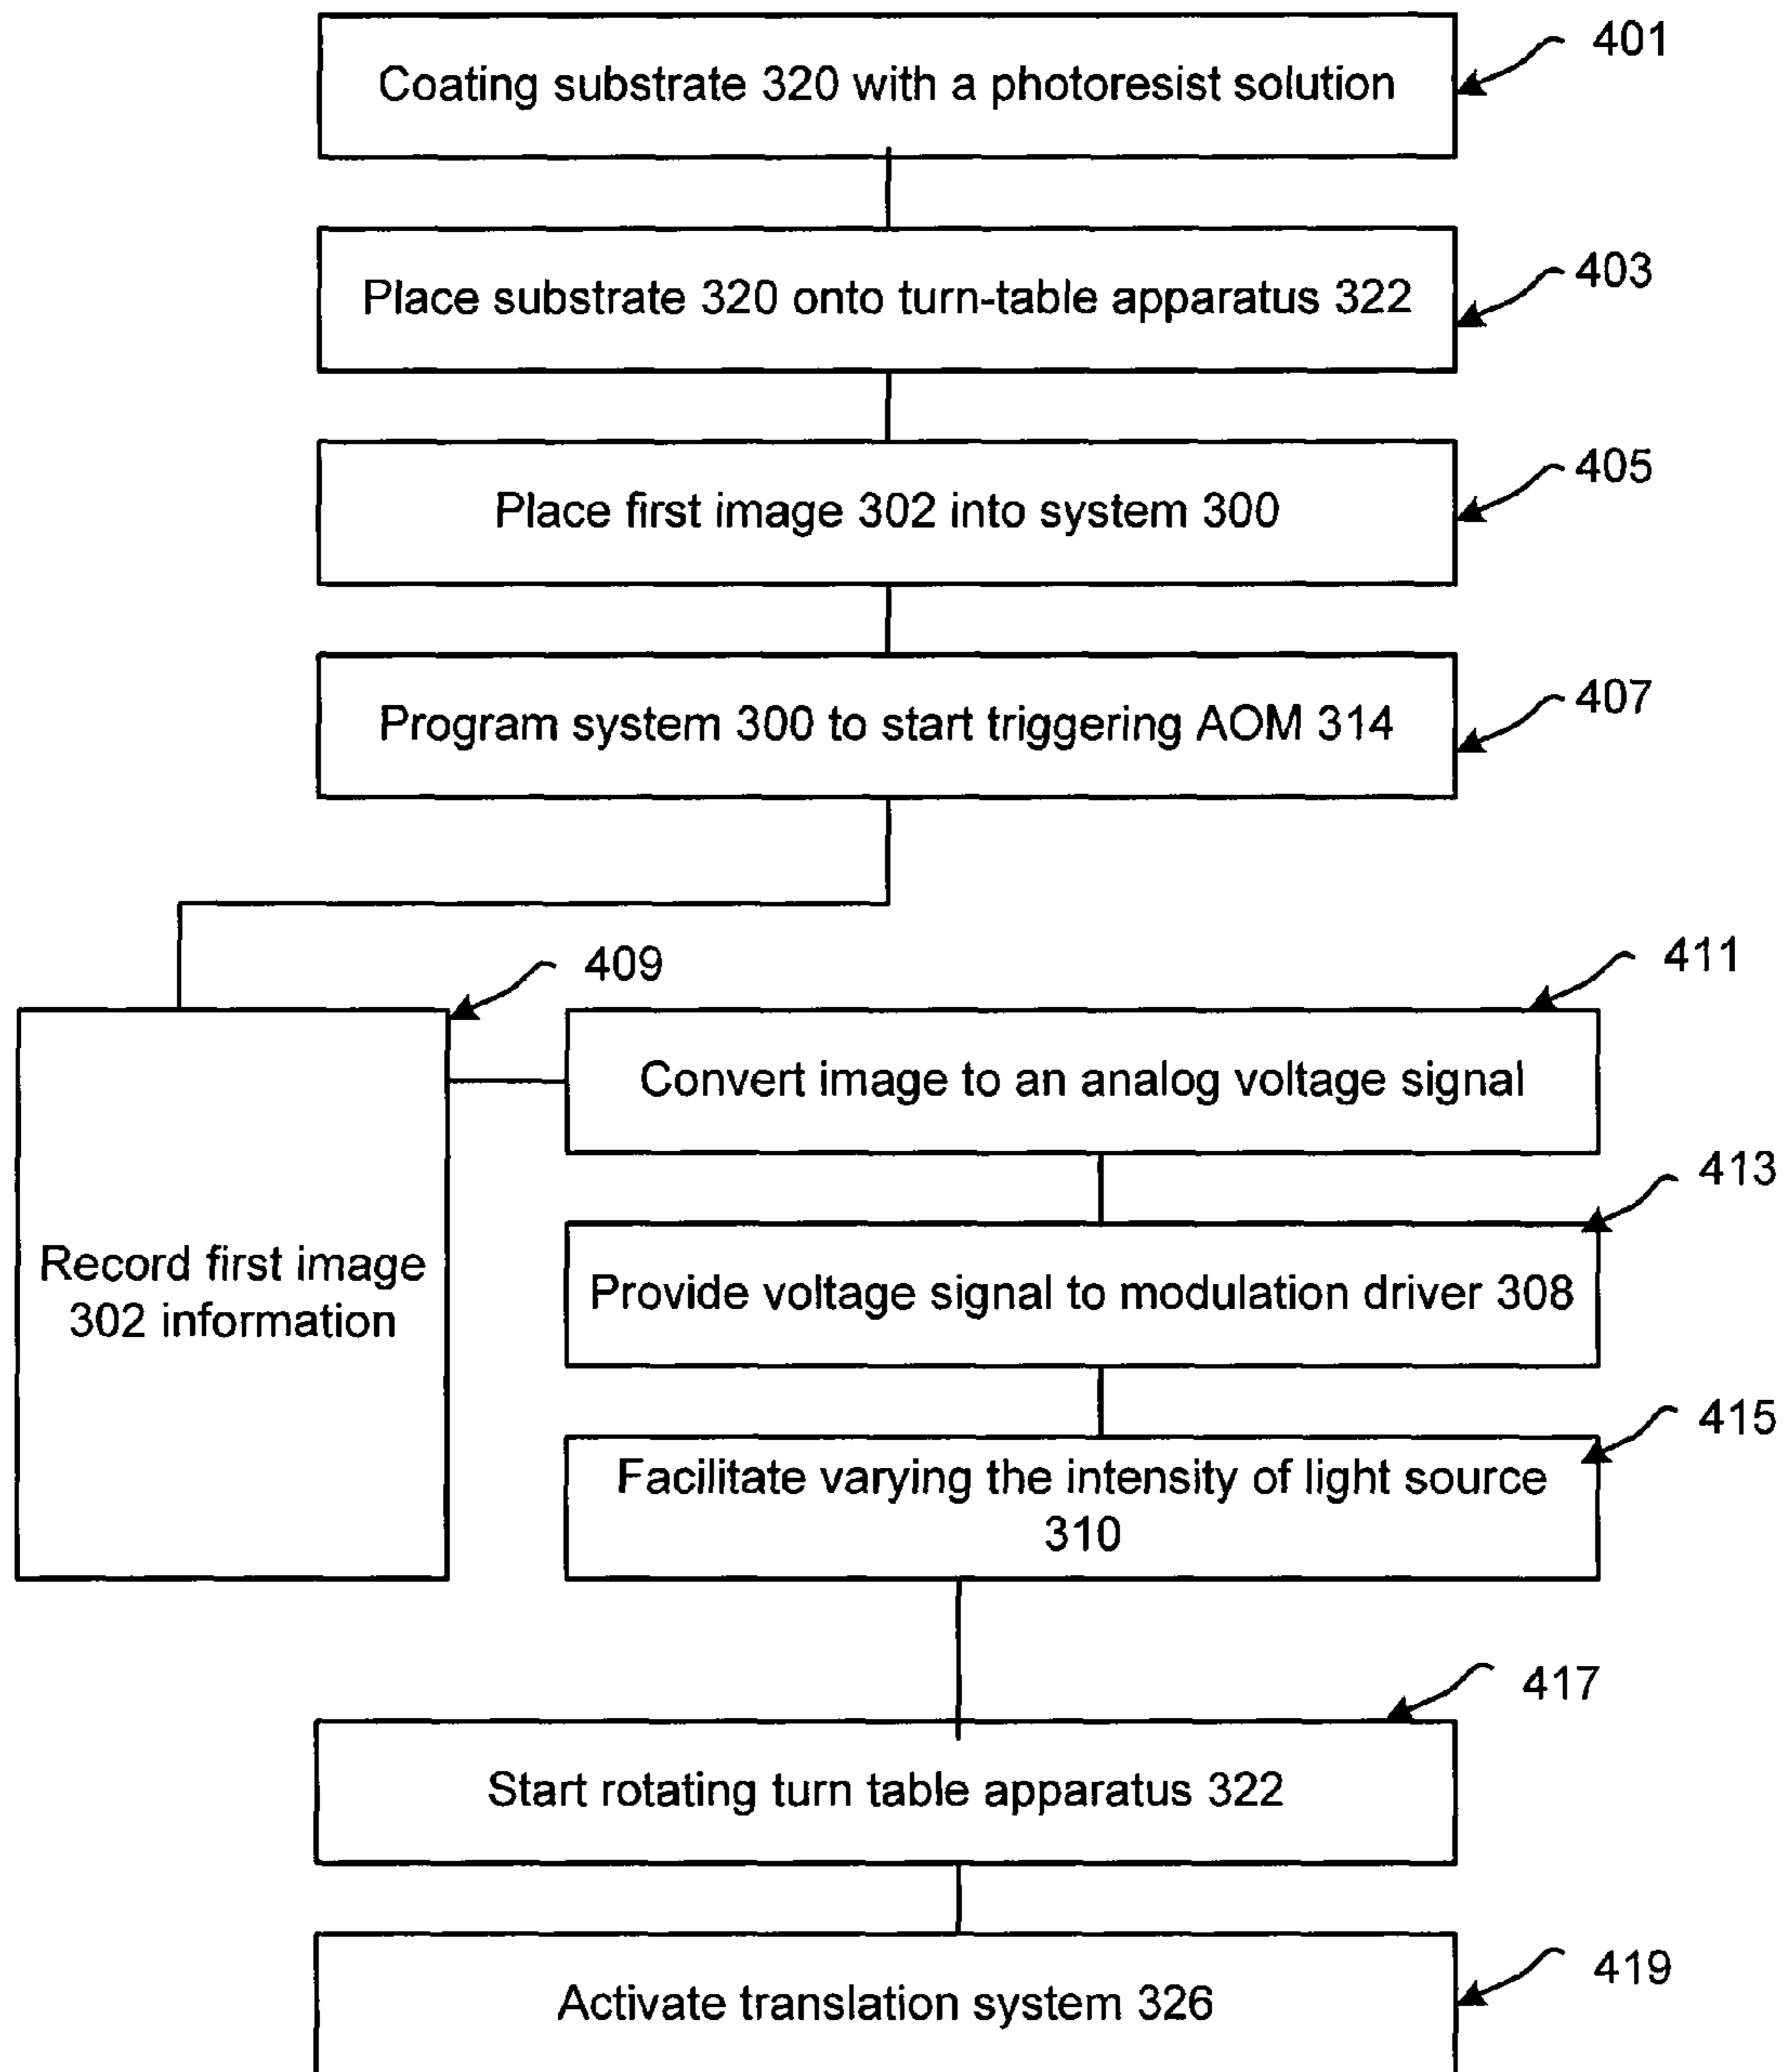 401
Coating substrate 320 with a photoresist solution
403
Place substrate 320 onto turn-table apparatus 322
405
Place first image 302 into system 300
407
Program system 300 to start triggering AOM 314
409
Record first image
302 information
411
Convert image to an analog voltage signal
413
Provide voltage signal to modulation driver 308
415
Facilitate varying the intensity of light source
310
417
Start rotating turn table apparatus 322
419
Activate translation system 326